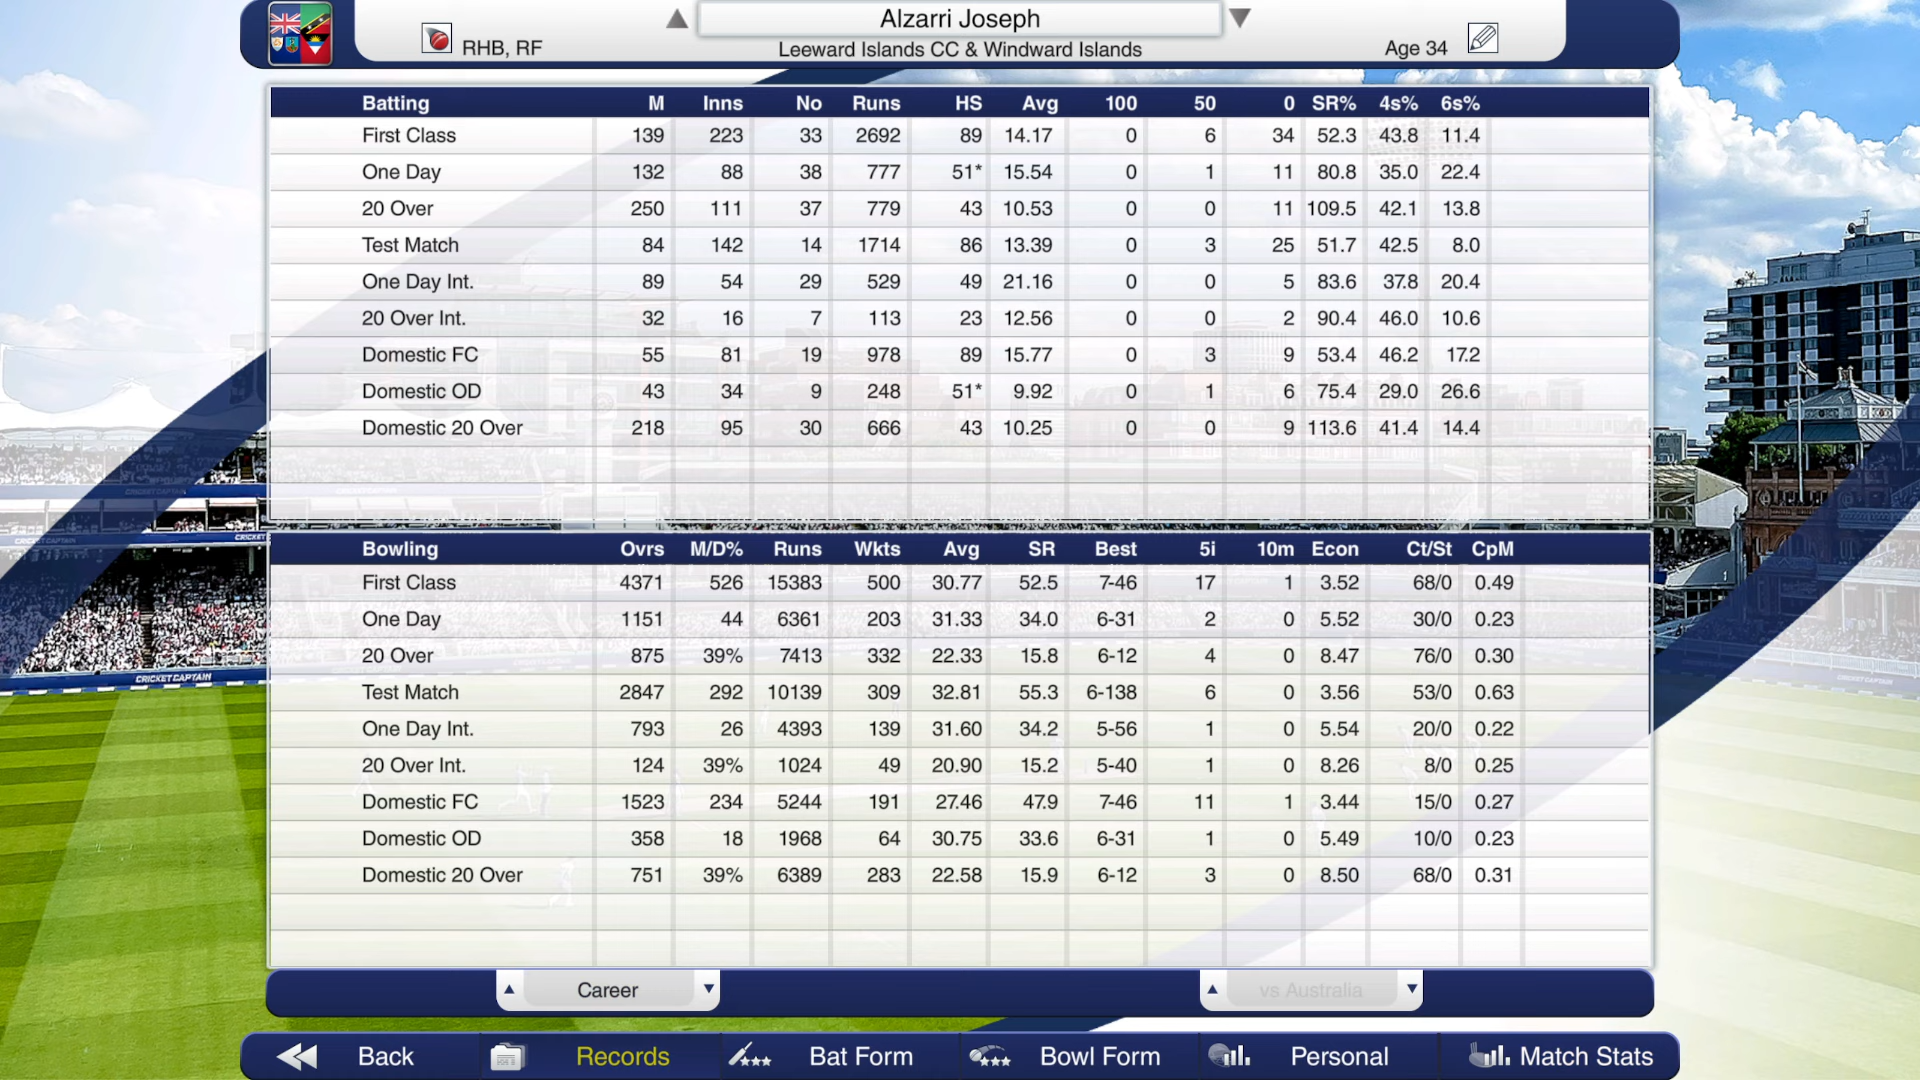 Alzarri Joseph
RHB, RF
Leeward Islands CC & Windward Islands
Age 34
Batting M Inns No Runs HS Avg 100 50 0 SR% 4s% 6s%
First Class 139 223 33 2692 89 14.17 0 6 34 52.3 43.8 11.4
One Day 132 88 38 777 51* 15.54 0 1 11 80.8 35.0 22.4
20 Over 250 111 37 779 43 10.53 0 0 11 109.5 42.1 13.8
Test Match 84 142 14 1714 86 13.39 0 3 25 51.7 42.5 8.0
One Day Int. 89 54 29 529 49 21.16 0 0 5 83.6 37.8 20.4
20 Over Int. 32 16 7 113 23 12.56 0 0 2 90.4 46.0 10.6
Domestic FC 55 81 19 978 89 15.77 0 3 9 53.4 46.2 17.2
Domestic OD 43 34 9 248 51* 9.92 0 1 6 75.4 29.0 26.6
Domestic 20 Over 218 95 30 666 43 10.25 0 0 9 113.6 41.4 14.4
Bowling Ovrs M/D% Runs Wkts Avg SR Best 5i 10m Econ Ct/St CpM
First Class 4371 526 15383 500 30.77 52.5 7-46 17 1 3.52 68/0 0.49
One Day 1151 44 6361 203 31.33 34.0 6-31 2 0 5.52 30/0 0.23
20 Over 875 39% 7413 332 22.33 15.8 6-12 4 0 8.47 76/0 0.30
Test Match 2847 292 10139 309 32.81 55.3 6-138 6 0 3.56 53/0 0.63
One Day Int. 793 26 4393 139 31.60 34.2 5-56 1 0 5.54 20/0 0.22
20 Over Int. 124 39% 1024 49 20.90 15.2 5-40 1 0 8.26 8/0 0.25
Domestic FC 1523 234 5244 191 27.46 47.9 7-46 11 1 3.44 15/0 0.27
Domestic OD 358 18 1968 64 30.75 33.6 6-31 1 0 5.49 10/0 0.23
Domestic 20 Over 751 39% 6389 283 22.58 15.9 6-12 3 0 8.50 68/0 0.31
CRICKET CAPTAIN
Career
vs Australia
Back Records Bat Form Bowl Form Personal Match Stats